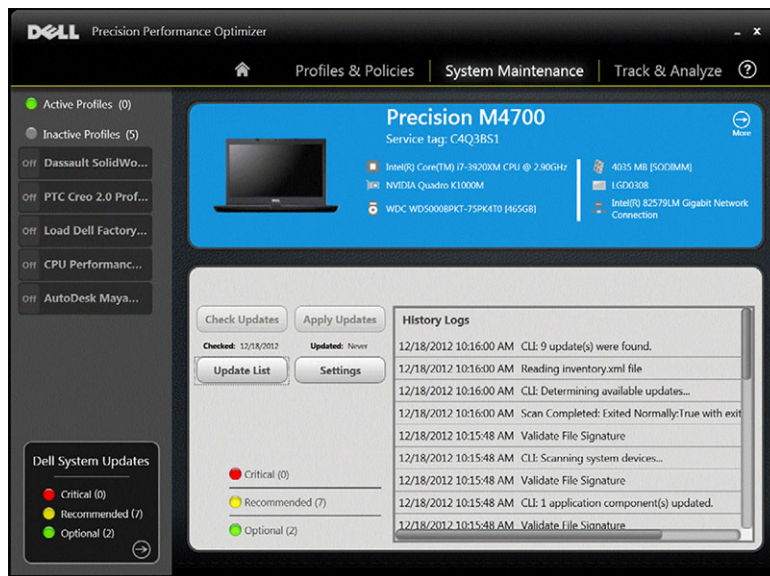 DELL Precision Performance Optimizer
Profiles & Policies System Maintenance Track & Analyze ?
Active Profiles (0)
Inactive Profiles (5)
Off Dassault SolidWo...
Off PTC Creo 2.0 Prof...
Off Load Dell Factory...
Off CPU Performanc...
Off AutoDesk Maya...
Dell System Updates
Critical (0)
Recommended (7)
Optional (2)
Precision M4700
Service tag: C4Q3BS1
More
Intel(R) Core(TM) i7-3920XM CPU @ 2.90GHz
NVIDIA Quadro K1000M
WDC WD5000BPKT-75PK4T0 [465GB]
4035 MB [SODIMM]
LGD0308
Intel(R) 82579LM Gigabit Network
Connection
Check Updates Apply Updates
Checked: 12/18/2012 Updated: Never
Update List Settings
Critical (0)
Recommended (7)
Optional (2)
History Logs
12/18/2012 10:16:00 AM CLI: 9 update(s) were found.
12/18/2012 10:16:00 AM Reading inventory.xml file
12/18/2012 10:16:00 AM CLI: Determining available updates...
12/18/2012 10:16:00 AM Scan Completed: Exited Normally:True with exit
12/18/2012 10:15:48 AM Validate File Signature
12/18/2012 10:15:48 AM CLI: Scanning system devices...
12/18/2012 10:15:48 AM Validate File Signature
12/18/2012 10:15:48 AM CLI: 1 application component(s) updated.
12/18/2012 10:15:48 AM Validate File Signature